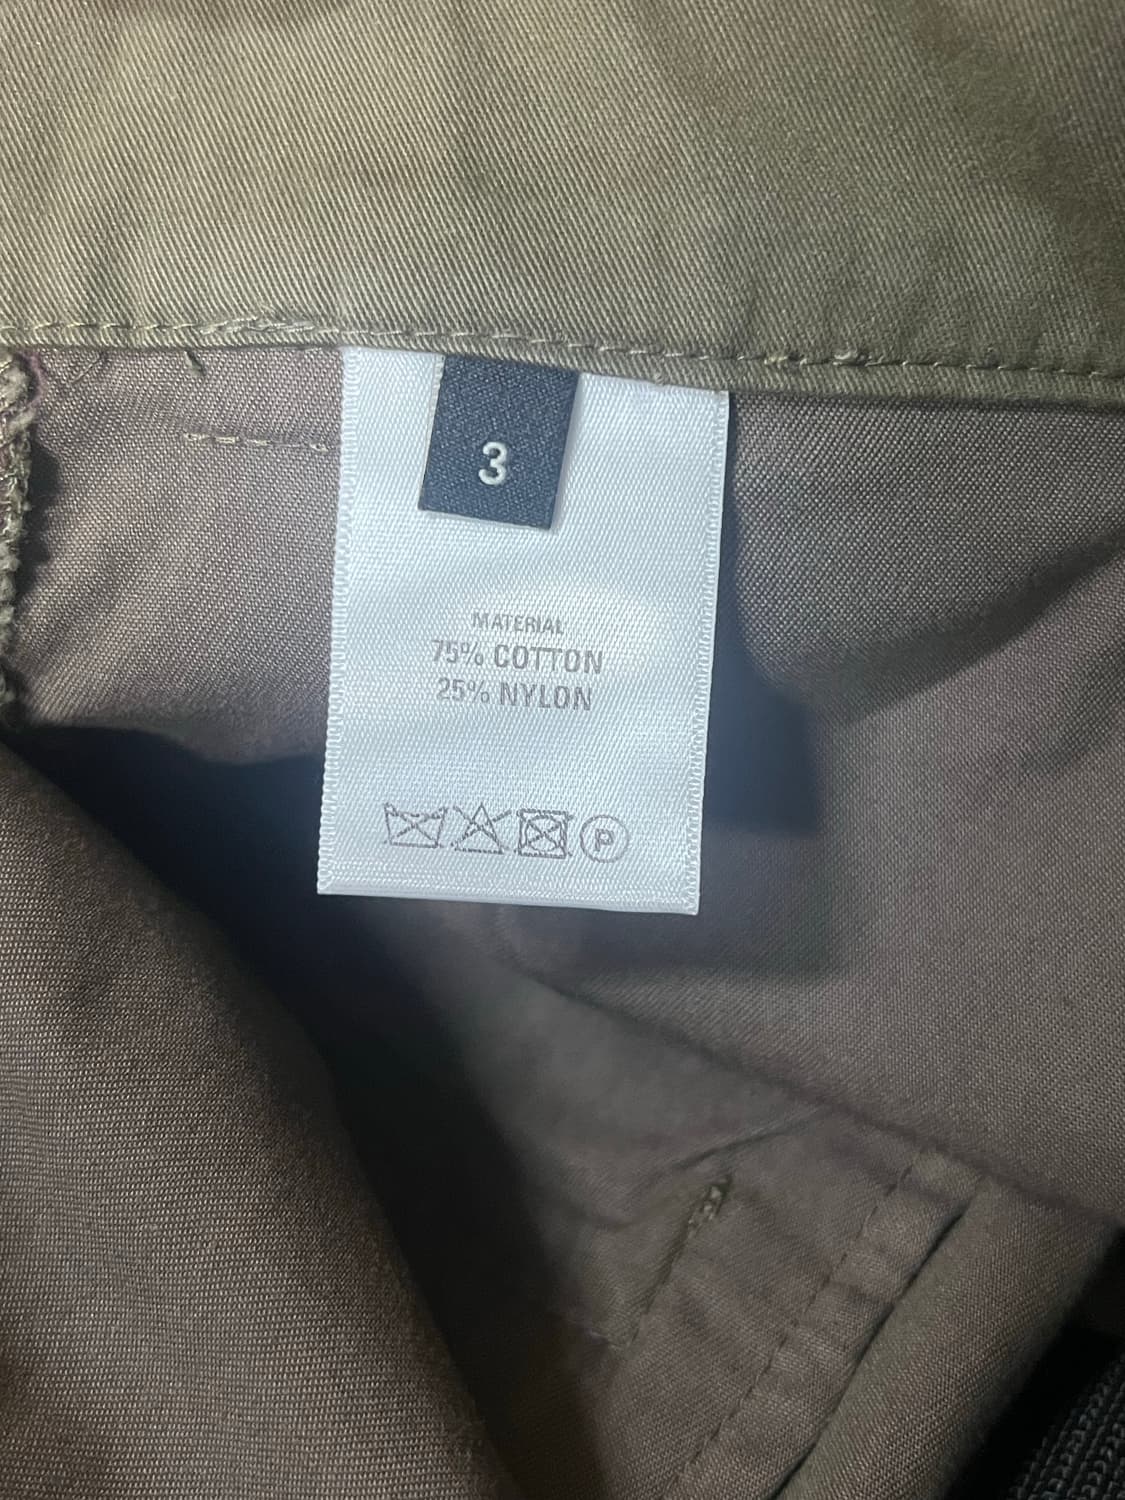 3
MATERIAL
75% COTTON
25% NYLON
P